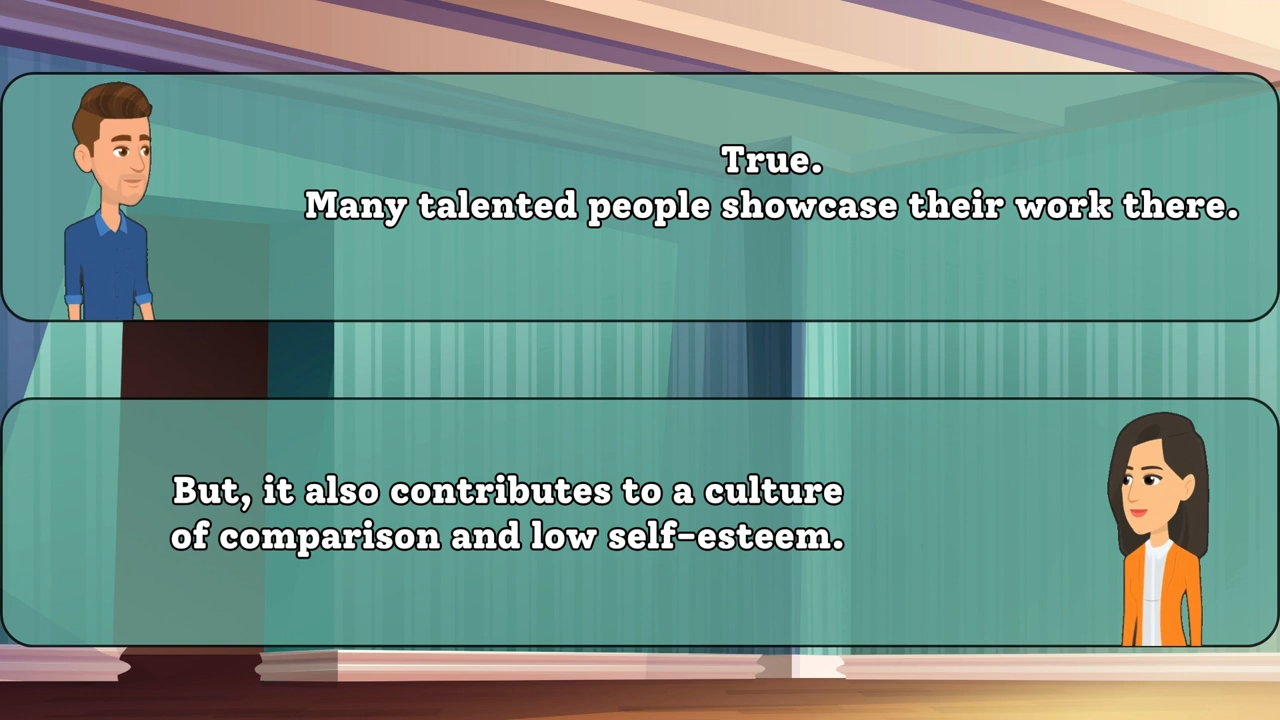 True.
Many talented people showcase their work there.
But, it also contributes to a culture
of comparison and low self-esteem.